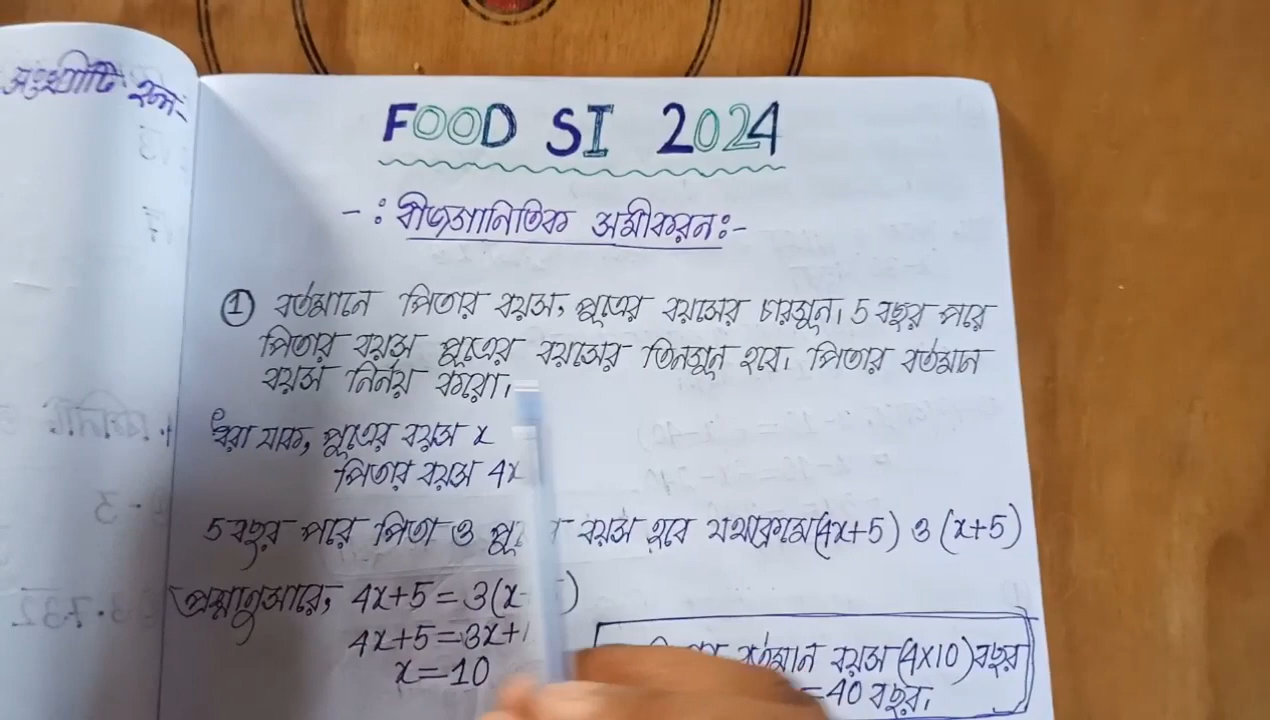 সংখ্যাটি হল:-
FOOD SI 2024
-: বীজগানিতিক সমীকরন:-
① বর্তমানে পিতার বয়স, পুত্রের বয়সের চারগুন। 5 বছর পরে
পিতার বয়স পুত্রের বয়সের তিনগুন হবে। পিতার বর্তমান
বয়স নির্নয় করো।
ধরা যাক, পুত্রের বয়স x
পিতার বয়স 4x
5 বছর পরে পিতা ও বয়স হবে যথাক্রমে (4x+5) ও (x+5)
প্রশ্নানুসারে, 4x+5 = 3(x )
4x+5 = 3x+
x = 10
বর্তমান বয়স (4x10) বছর
=40 বছর।